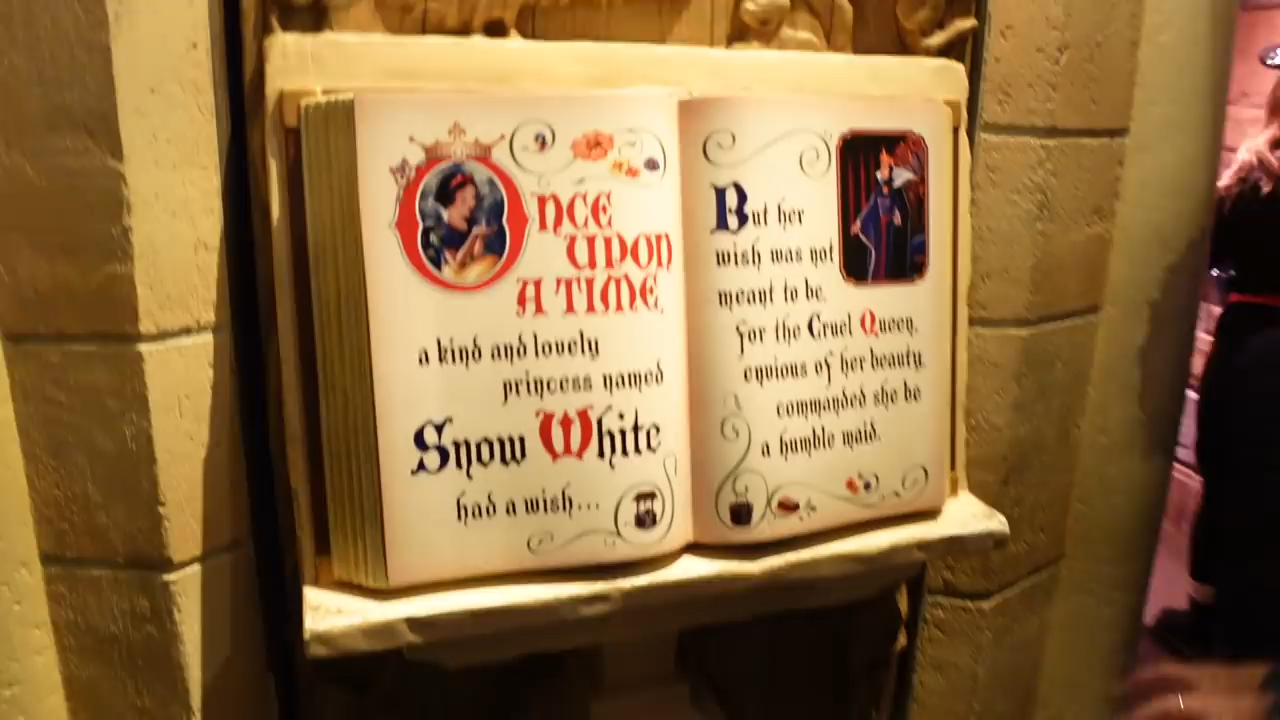 Once
upon
a time,
a kind and lovely
princess named
Snow White
had a wish...
But her
wish was not
meant to be,
for the Cruel Queen,
envious of her beauty,
commanded she be
a humble maid.